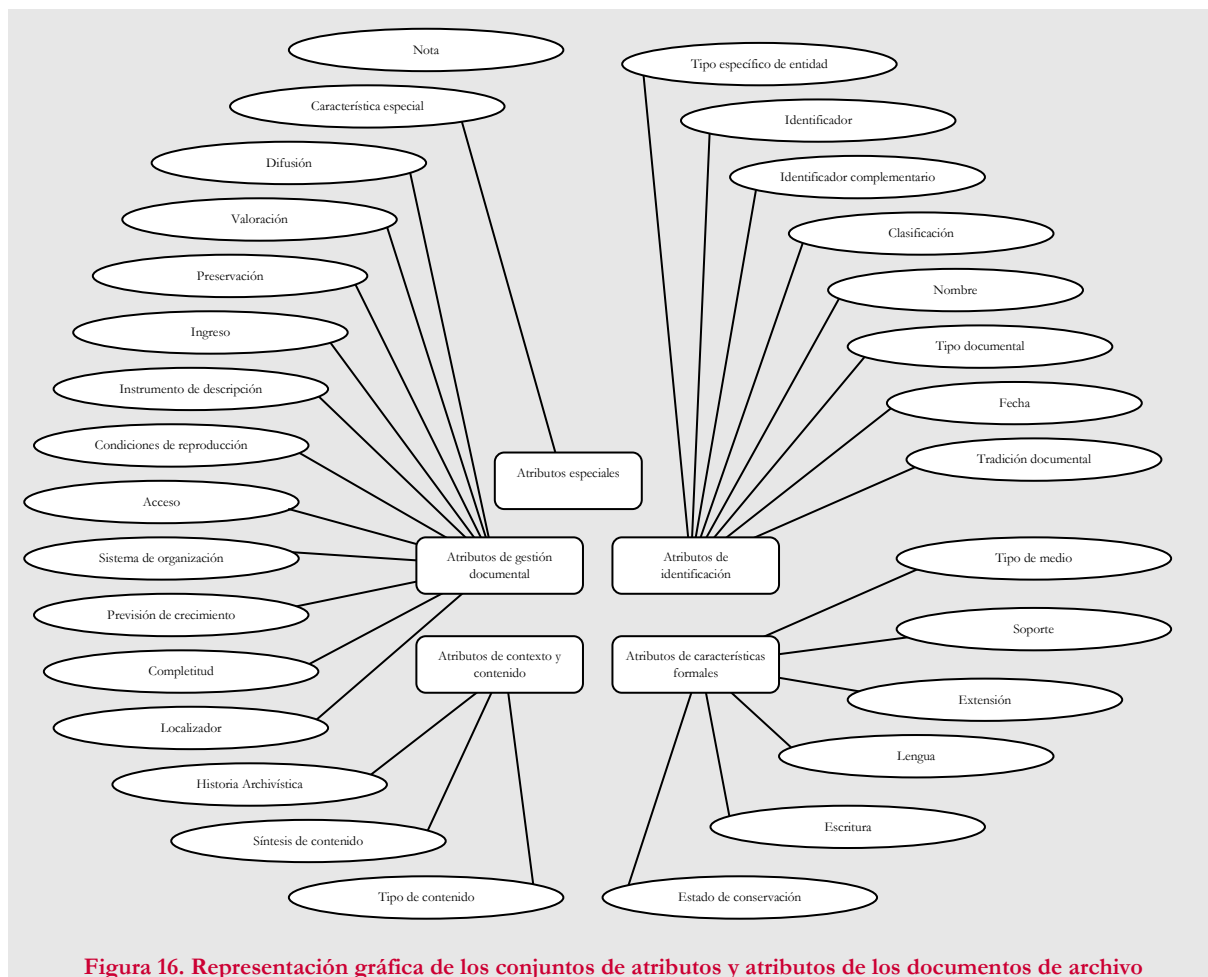 Nota
Característica especial
Difusión
Valoración
Preservación
Ingreso
Instrumento de descripción
Condiciones de reproducción
Acceso
Sistema de organización
Previsión de crecimiento
Completitud
Localizador
Historia Archivística
Síntesis de contenido
Tipo de contenido
Atributos especiales
Atributos de gestión
documental
Atributos de contexto y
contenido
Tipo específico de entidad
Identificador
Identificador complementario
Clasificación
Nombre
Tipo documental
Fecha
Tradición documental
Atributos de
identificación
Atributos de características
formales
Tipo de medio
Soporte
Extensión
Lengua
Escritura
Estado de conservación
Figura 16. Representación gráfica de los conjuntos de atributos y atributos de los documentos de archivo